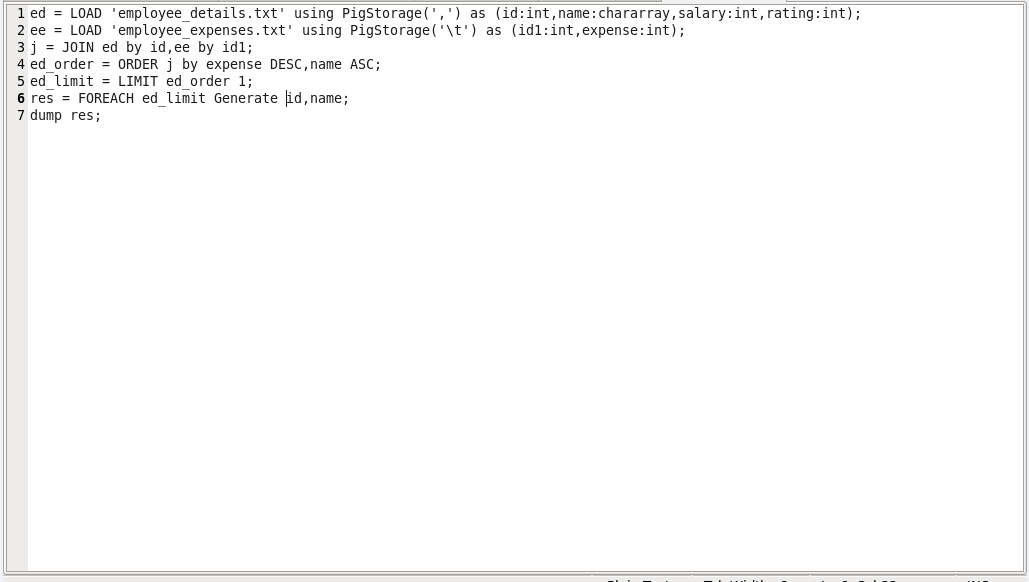 1 ed = LOAD 'employee_details.txt' using PigStorage(',') as (id:int,name:chararray,salary:int,rating:int);
2 ee = LOAD 'employee_expenses.txt' using PigStorage('\t') as (id1:int,expense:int);
3 j = JOIN ed by id,ee by id1;
4 ed_order = ORDER j by expense DESC,name ASC;
5 ed_limit = LIMIT ed_order 1;
6 res = FOREACH ed_limit Generate id,name;
7 dump res;